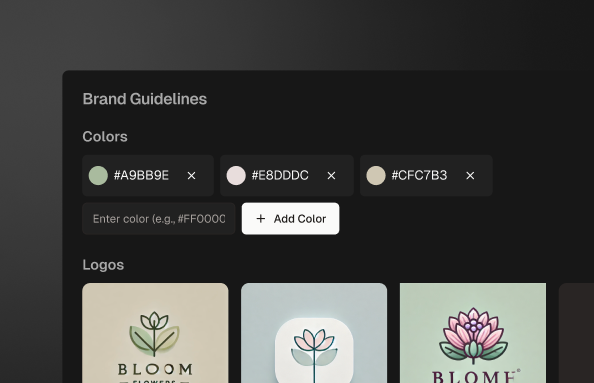 Brand Guidelines
Colors
#A9BB9E × #E8DDDC × #CFC7B3 ×
Enter color (e.g., #FF000C + Add Color
Logos
BLOOM BLOME
FLOWERS